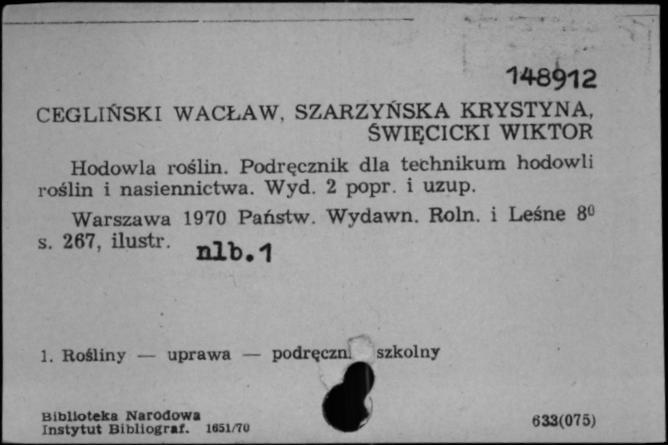 148912
CEGLIŃSKI WACŁAW, SZARZYŃSKA KRYSTYNA,
ŚWIĘCICKI WIKTOR
Hodowla roślin. Podręcznik dla technikum hodowli
roślin i nasiennictwa. Wyd. 2 popr. i uzup.
Warszawa 1970 Państw. Wydawn. Roln. i Leśne 8⁰
s. 267, ilustr. nlb.1
1. Rośliny — uprawa — podręczn szkolny
Biblioteka Narodowa
Instytut Bibliograf. 1651/70
633(075)